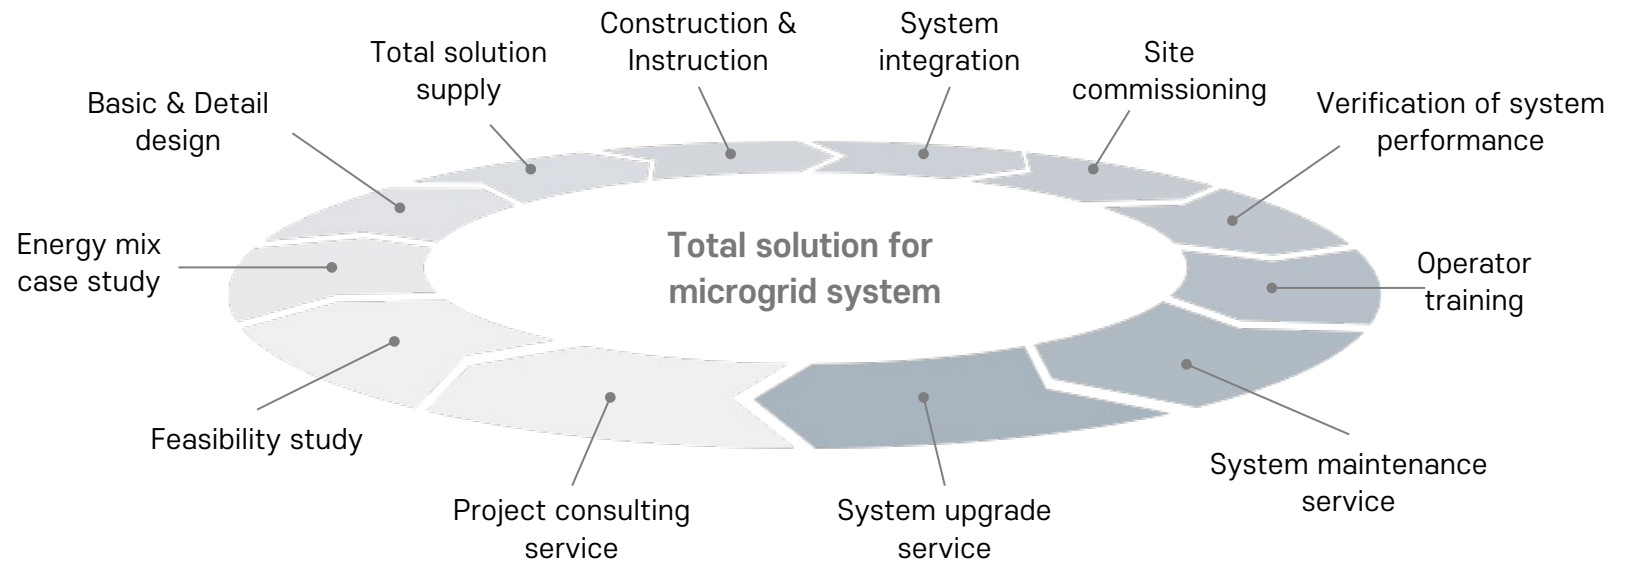 Construction &
Instruction
System
integration
Total solution
supply
Site
commissioning
Basic & Detail
design
Verification of system
performance
Energy mix
case study
Total solution for
microgrid system
Operator
training
Feasibility study
System maintenance
service
Project consulting
service
System upgrade
service